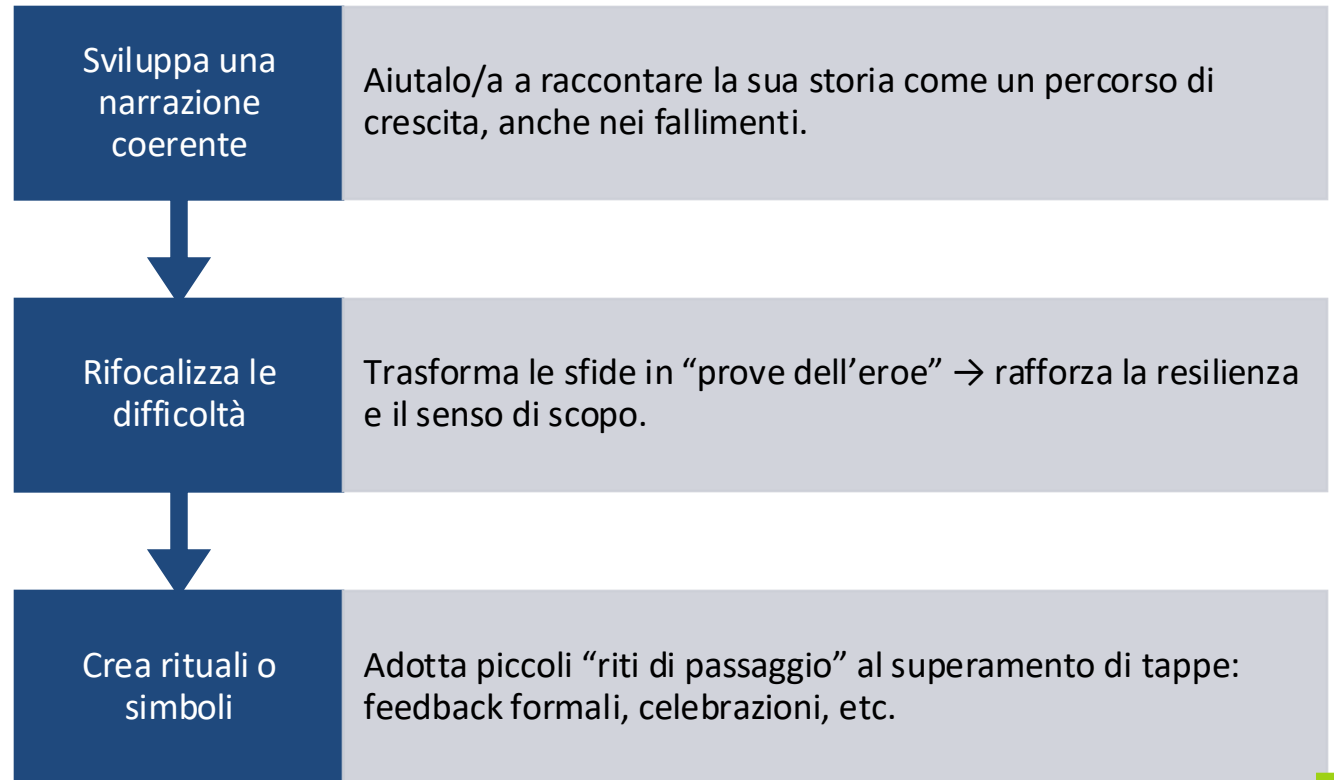 Sviluppa una
narrazione
coerente
Aiutalo/a a raccontare la sua storia come un percorso di
crescita, anche nei fallimenti.
Rifocalizza le
difficoltà
Trasforma le sfide in “prove dell’eroe” → rafforza la resilienza
e il senso di scopo.
Crea rituali o
simboli
Adotta piccoli “riti di passaggio” al superamento di tappe:
feedback formali, celebrazioni, etc.